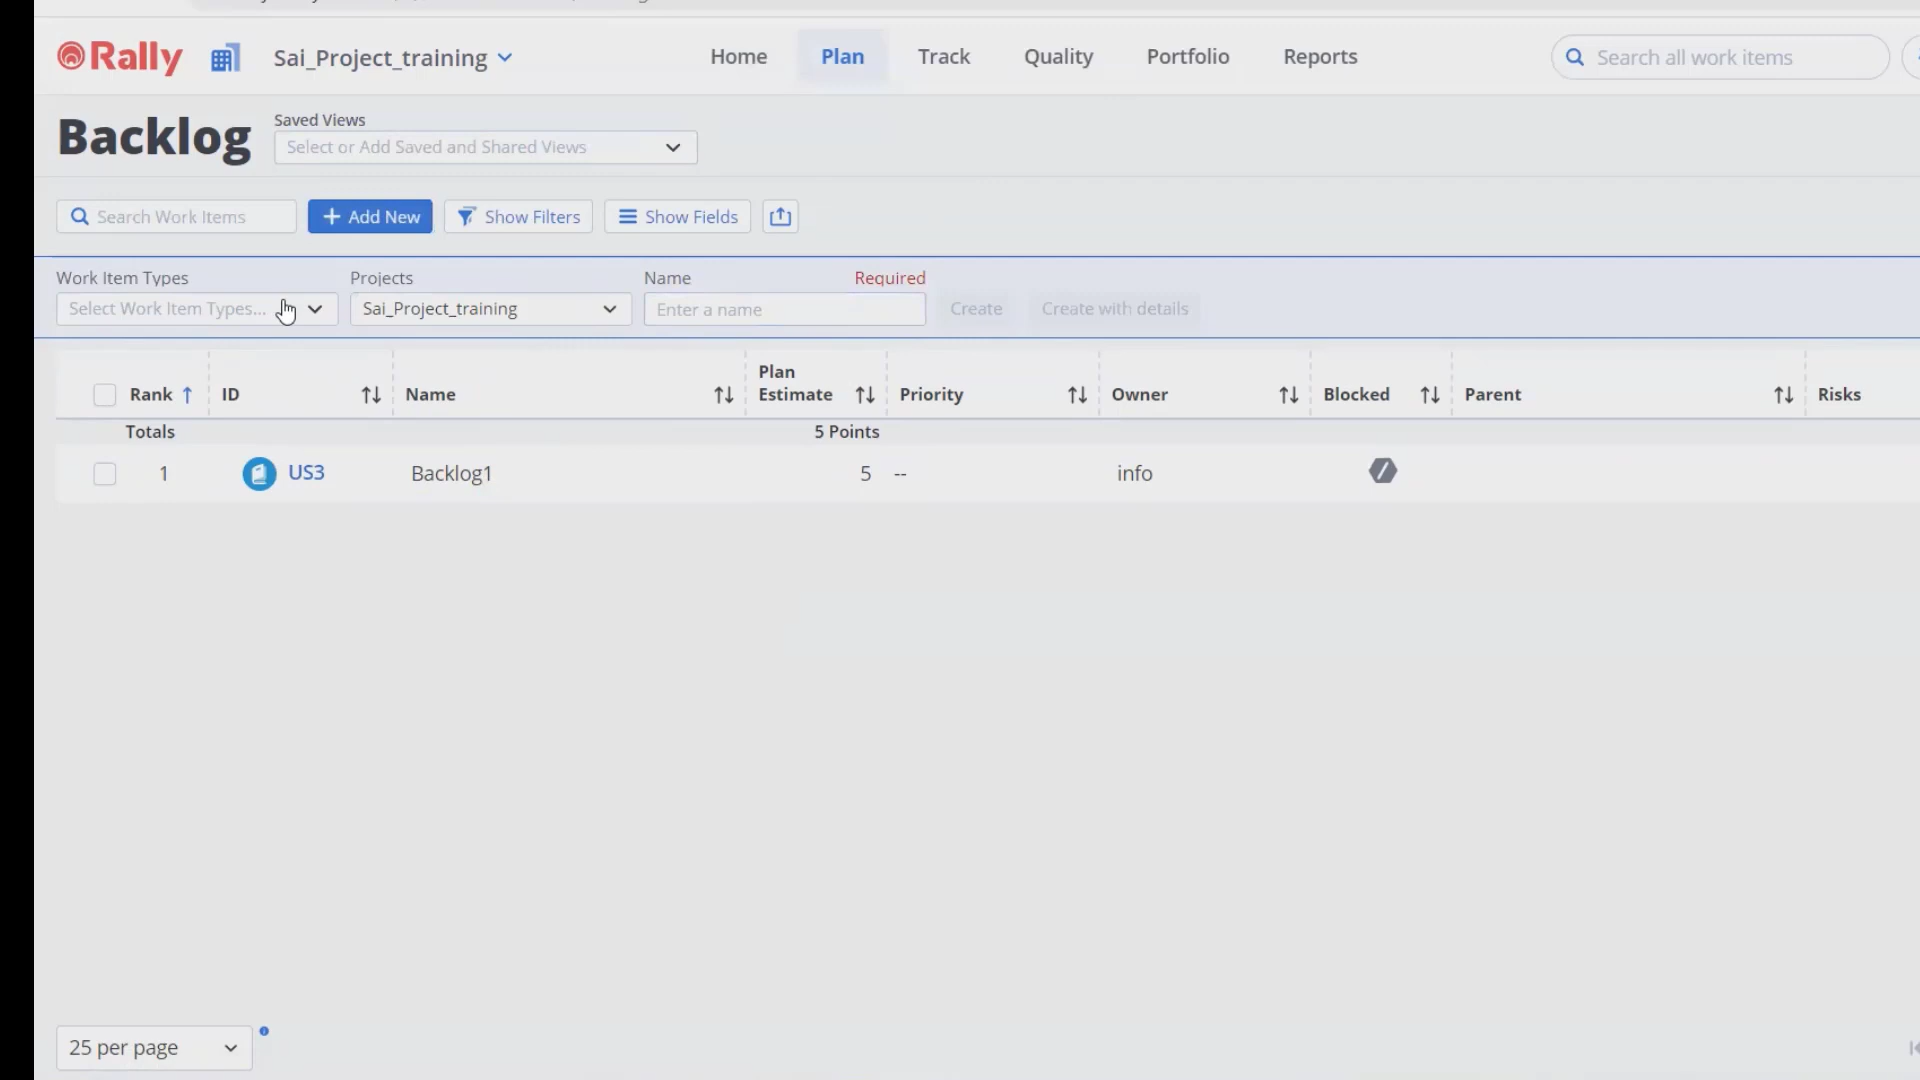 Rally
Sai_Project_training
Home
Plan
Track
Quality
Portfolio
Reports
Search all work items
Backlog
Saved Views
Select or Add Saved and Shared Views
Search Work Items
Add New
Show Filters
Show Fields
Work Item Types
Projects
Name
Required
Select Work Item Types...
Sai_Project_training
Enter a name
Create
Create with details
Rank
ID
Name
Plan
Estimate
Priority
Owner
Blocked
Parent
Risks
Totals
5 Points
1
US3
Backlog1
5
--
info
25 per page